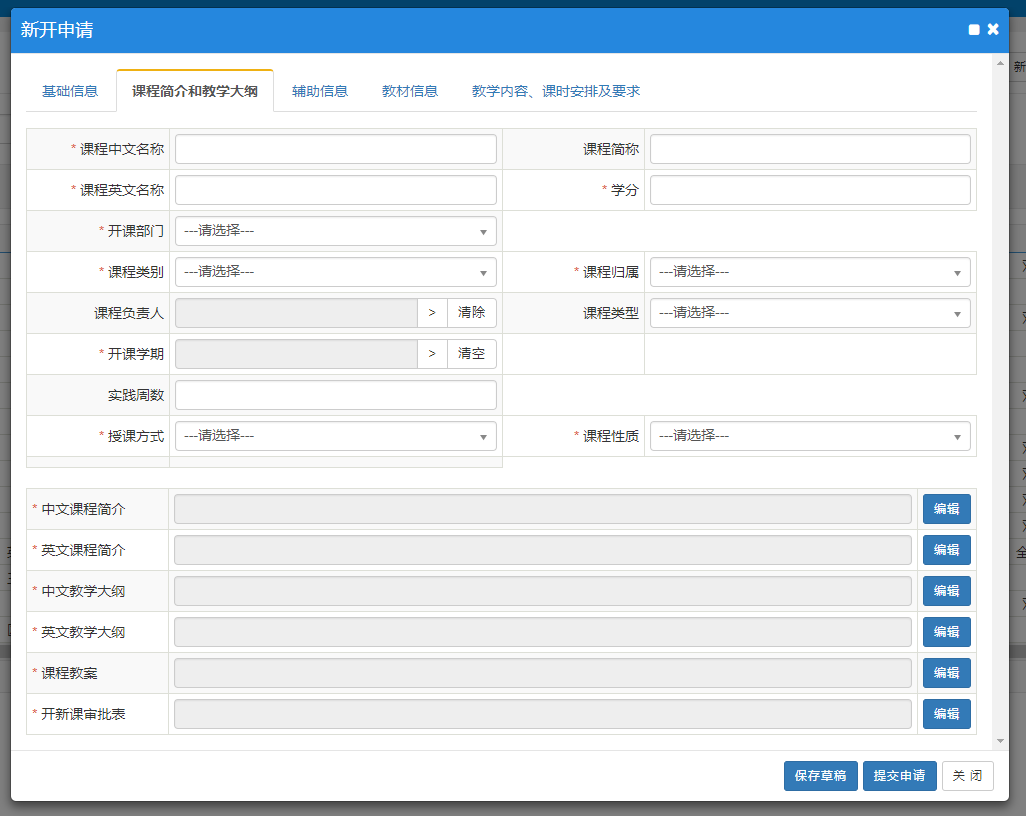 新开申请
基础信息 课程简介和教学大纲 辅助信息 教材信息 教学内容、课时安排及要求
* 课程中文名称 课程简称
* 课程英文名称 * 学分
* 开课部门 ---请选择---
* 课程类别 ---请选择--- * 课程归属 ---请选择---
课程负责人 > 清除 课程类型 ---请选择---
* 开课学期 > 清空
实践周数
* 授课方式 ---请选择--- * 课程性质 ---请选择---
* 中文课程简介 编辑
* 英文课程简介 编辑
* 中文教学大纲 编辑
* 英文教学大纲 编辑
* 课程教案 编辑
* 开新课审批表 编辑
保存草稿 提交申请 关 闭